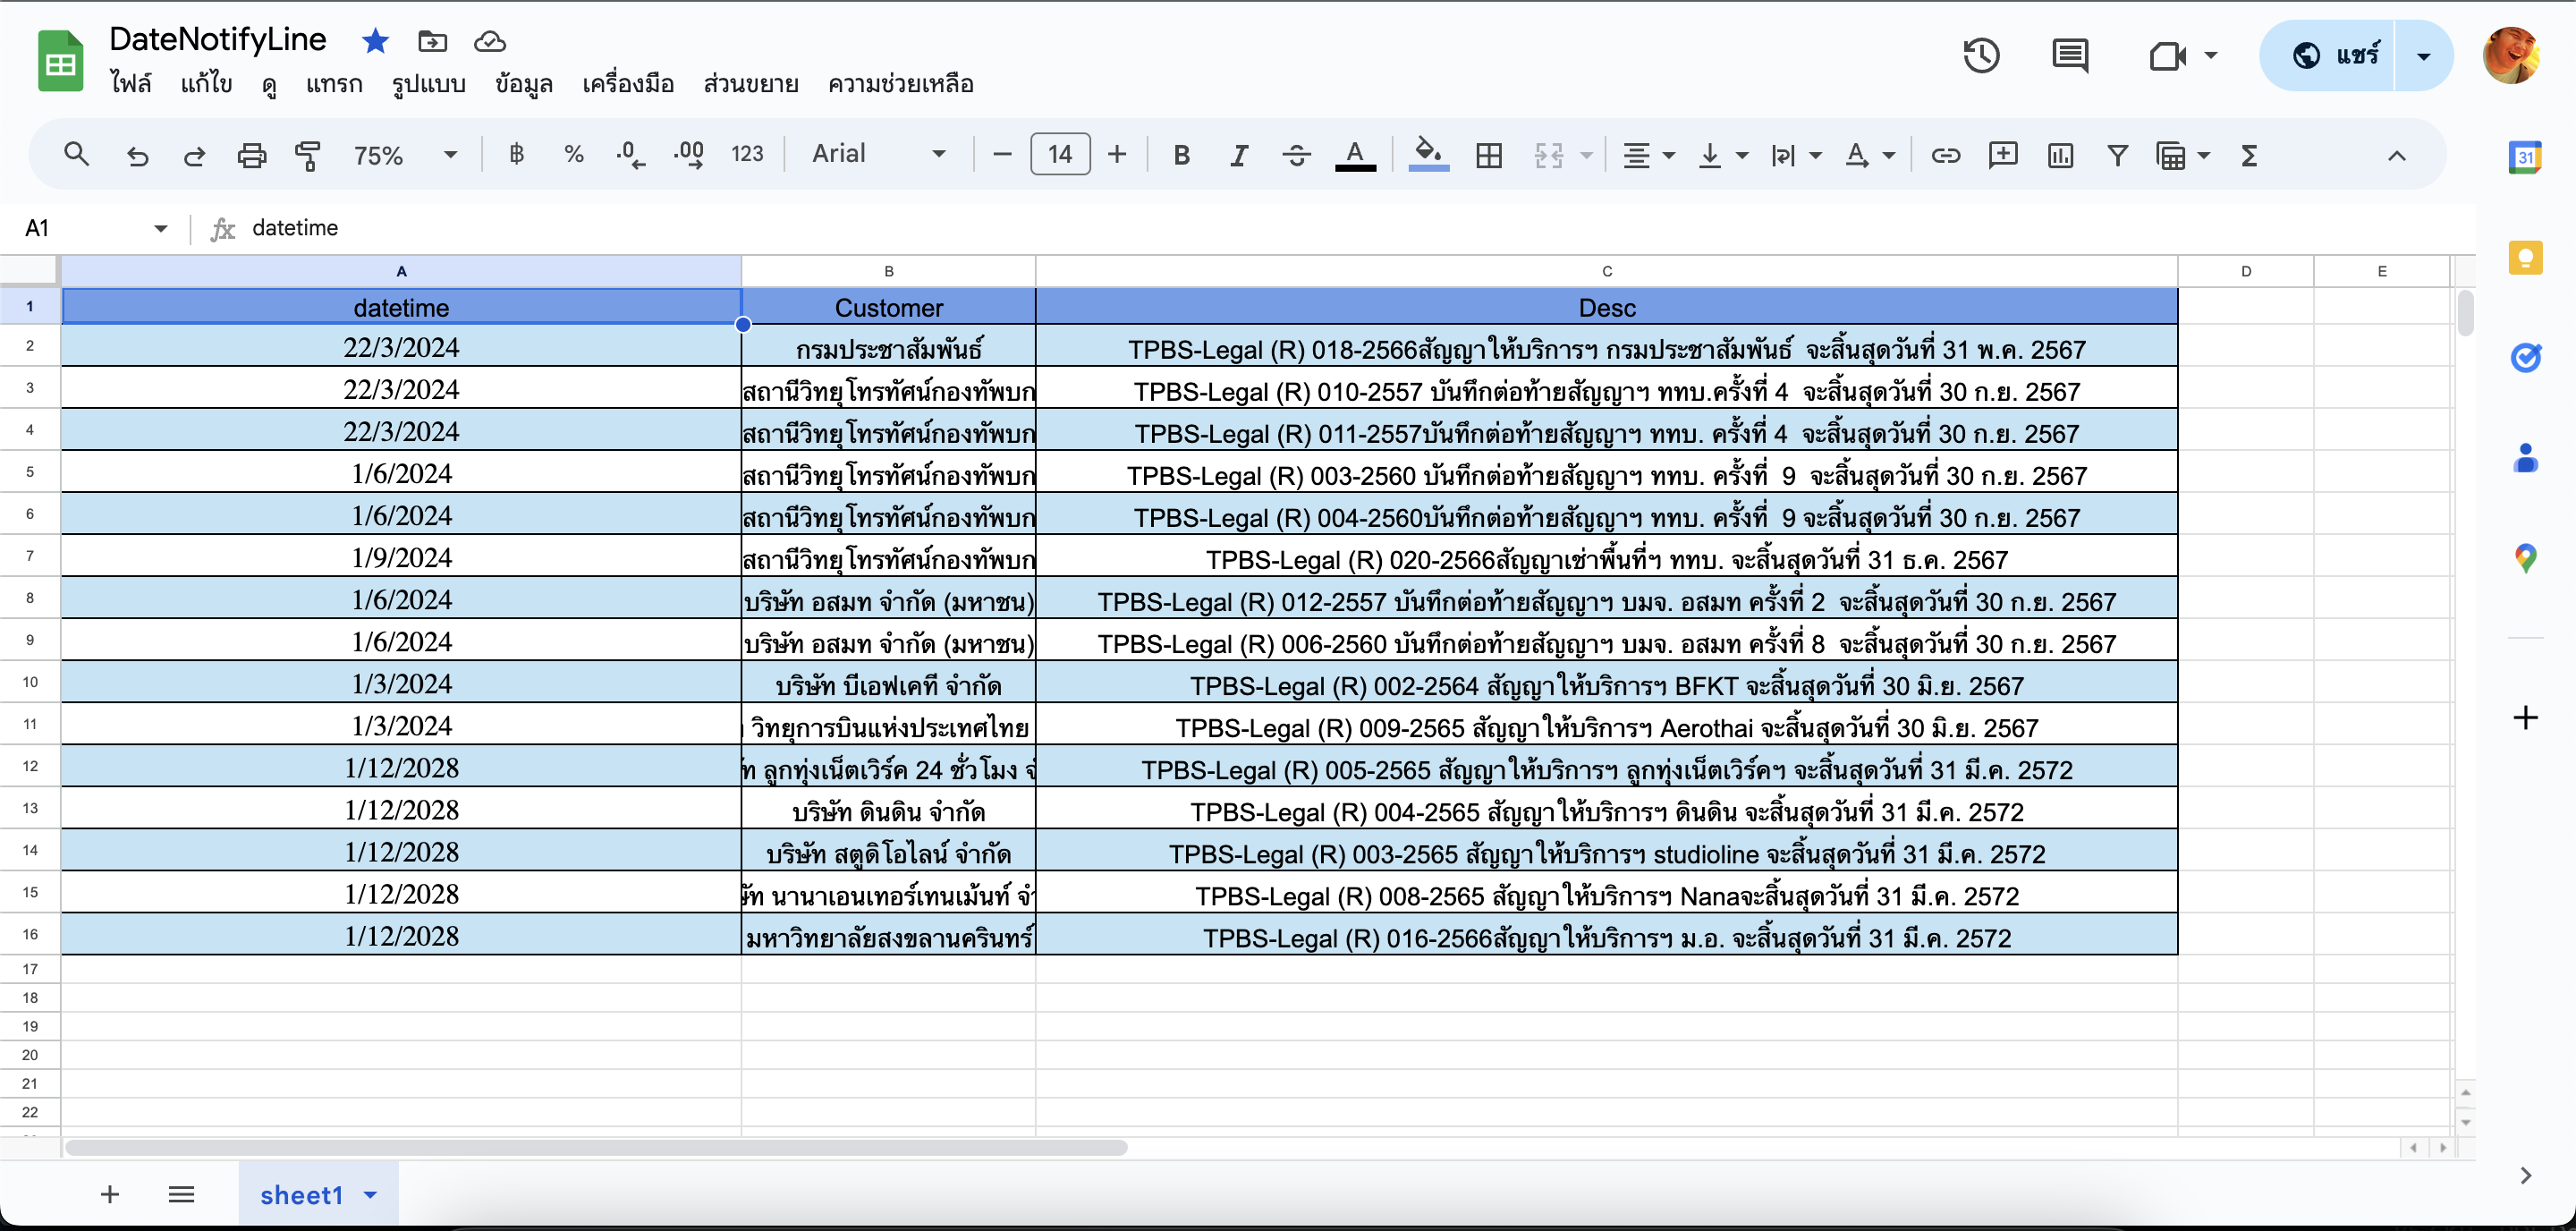 DateNotifyLine
ไฟล์ แก้ไข ดู แทรก รูปแบบ ข้อมูล เครื่องมือ ส่วนขยาย ความช่วยเหลือ
แชร์
75% ฿ % .0 .00 123 Arial 14 B I A A Σ
31
A1 fx datetime
A B C D E
1 datetime Customer Desc
2 22/3/2024 กรมประชาสัมพันธ์ TPBS-Legal (R) 018-2566สัญญาให้บริการฯ กรมประชาสัมพันธ์ จะสิ้นสุดวันที่ 31 พ.ค. 2567
3 22/3/2024 สถานีวิทยุโทรทัศน์กองทัพบก TPBS-Legal (R) 010-2557 บันทึกต่อท้ายสัญญาฯ ททบ.ครั้งที่ 4 จะสิ้นสุดวันที่ 30 ก.ย. 2567
4 22/3/2024 สถานีวิทยุโทรทัศน์กองทัพบก TPBS-Legal (R) 011-2557บันทึกต่อท้ายสัญญาฯ ททบ. ครั้งที่ 4 จะสิ้นสุดวันที่ 30 ก.ย. 2567
5 1/6/2024 สถานีวิทยุโทรทัศน์กองทัพบก TPBS-Legal (R) 003-2560 บันทึกต่อท้ายสัญญาฯ ททบ. ครั้งที่ 9 จะสิ้นสุดวันที่ 30 ก.ย. 2567
6 1/6/2024 สถานีวิทยุโทรทัศน์กองทัพบก TPBS-Legal (R) 004-2560บันทึกต่อท้ายสัญญาฯ ททบ. ครั้งที่ 9 จะสิ้นสุดวันที่ 30 ก.ย. 2567
7 1/9/2024 สถานีวิทยุโทรทัศน์กองทัพบก TPBS-Legal (R) 020-2566สัญญาเช่าพื้นที่ฯ ททบ. จะสิ้นสุดวันที่ 31 ธ.ค. 2567
8 1/6/2024 บริษัท อสมท จำกัด (มหาชน) TPBS-Legal (R) 012-2557 บันทึกต่อท้ายสัญญาฯ บมจ. อสมท ครั้งที่ 2 จะสิ้นสุดวันที่ 30 ก.ย. 2567
9 1/6/2024 บริษัท อสมท จำกัด (มหาชน) TPBS-Legal (R) 006-2560 บันทึกต่อท้ายสัญญาฯ บมจ. อสมท ครั้งที่ 8 จะสิ้นสุดวันที่ 30 ก.ย. 2567
10 1/3/2024 บริษัท บีเอฟเคที จำกัด TPBS-Legal (R) 002-2564 สัญญาให้บริการฯ BFKT จะสิ้นสุดวันที่ 30 มิ.ย. 2567
11 1/3/2024 วิทยุการบินแห่งประเทศไทย TPBS-Legal (R) 009-2565 สัญญาให้บริการฯ Aerothai จะสิ้นสุดวันที่ 30 มิ.ย. 2567
12 1/12/2028 ท ลูกทุ่งเน็ตเวิร์ค 24 ชั่วโมง จํ TPBS-Legal (R) 005-2565 สัญญาให้บริการฯ ลูกทุ่งเน็ตเวิร์คฯ จะสิ้นสุดวันที่ 31 มี.ค. 2572
13 1/12/2028 บริษัท ดินดิน จำกัด TPBS-Legal (R) 004-2565 สัญญาให้บริการฯ ดินดิน จะสิ้นสุดวันที่ 31 มี.ค. 2572
14 1/12/2028 บริษัท สตูดิโอไลน์ จำกัด TPBS-Legal (R) 003-2565 สัญญาให้บริการฯ studioline จะสิ้นสุดวันที่ 31 มี.ค. 2572
15 1/12/2028 ษัท นานาเอนเทอร์เทนเม้นท์ จำ TPBS-Legal (R) 008-2565 สัญญาให้บริการฯ Nanaจะสิ้นสุดวันที่ 31 มี.ค. 2572
16 1/12/2028 มหาวิทยาลัยสงขลานครินทร์ TPBS-Legal (R) 016-2566สัญญาให้บริการฯ ม.อ. จะสิ้นสุดวันที่ 31 มี.ค. 2572
17
18
19
20
21
22
sheet1